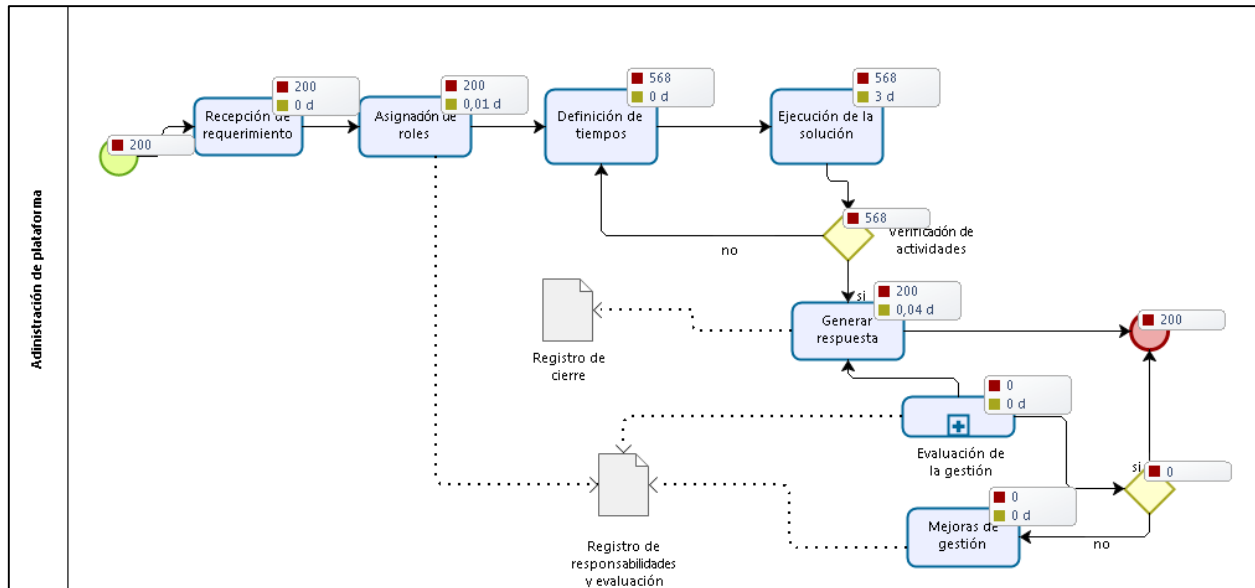 Adinistración de plataforma
200
Recepción de
requerimiento
200
0 d
Asignación de
roles
200
0,01 d
Definición de
tiempos
568
0 d
Ejecución de la
solución
568
3 d
568
Verificación de
actividades
no
si
Generar
respuesta
200
0,04 d
200
Registro de
cierre
0
0 d
Evaluación de
la gestión
si
0
Mejoras de
gestión
0
0 d
no
Registro de
responsabilidades
y evaluación